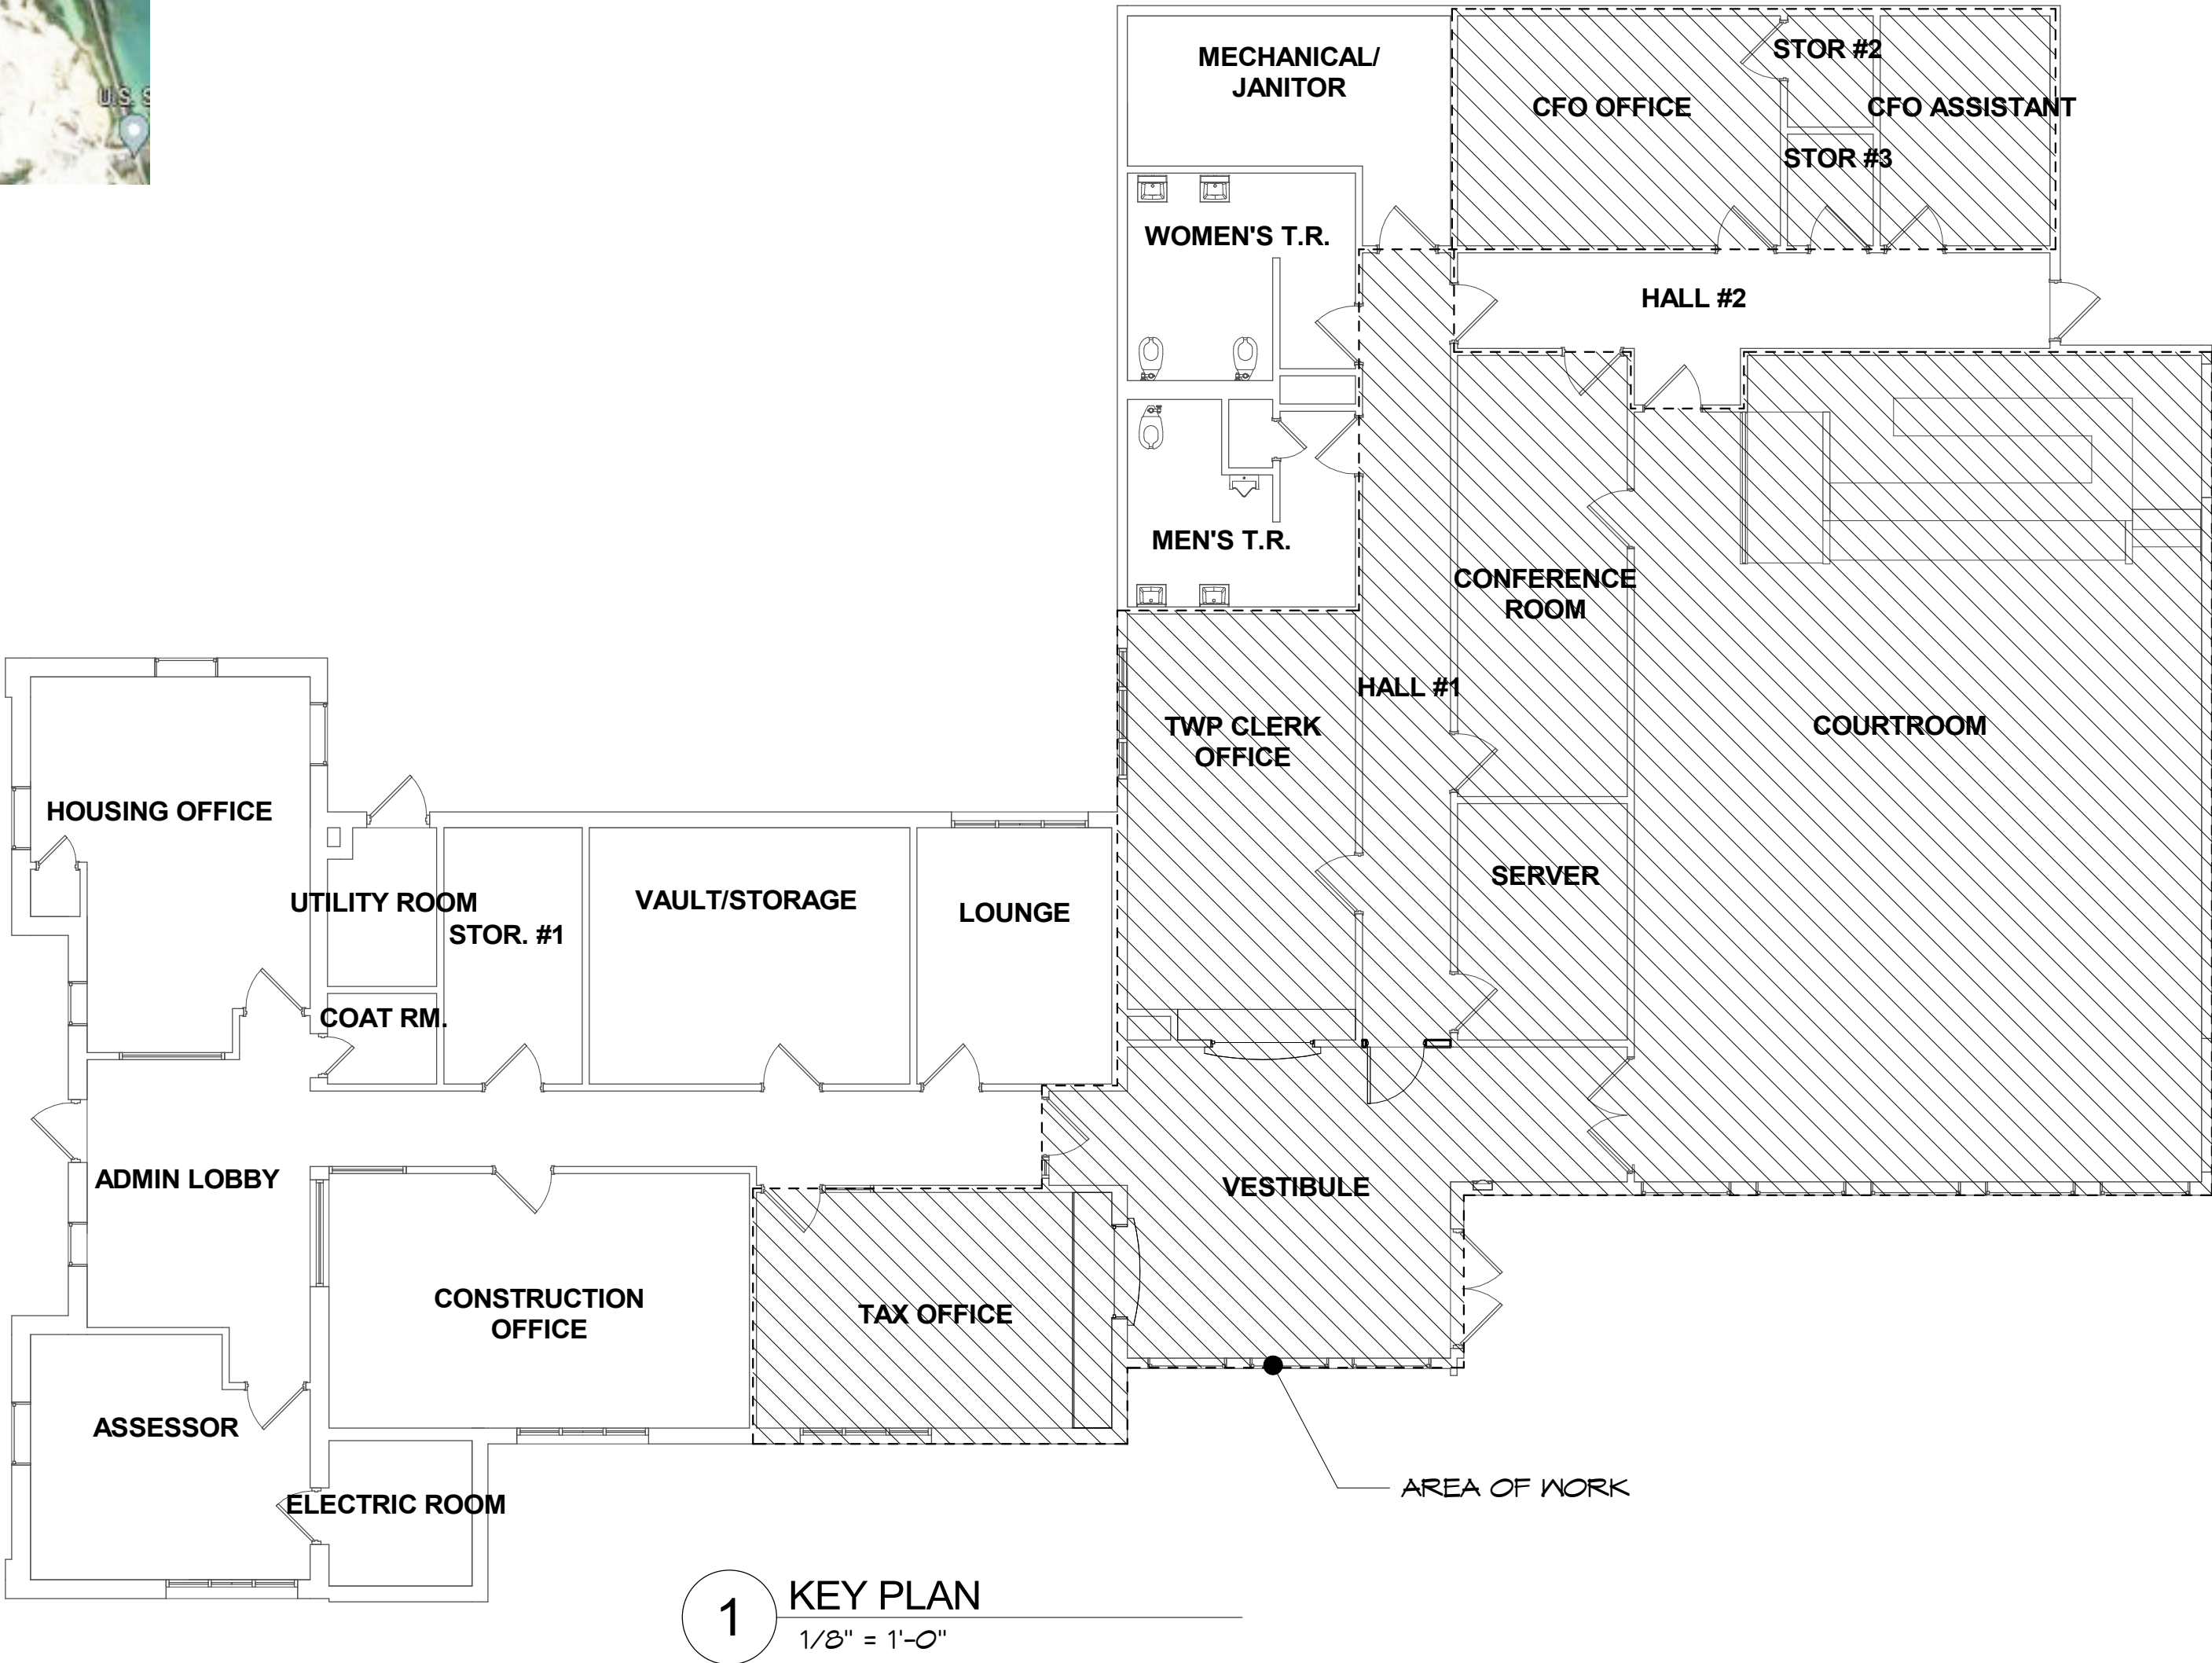 U.S. S
MECHANICAL/
JANITOR
STOR #2
CFO OFFICE
CFO ASSISTANT
STOR #3
WOMEN'S T.R.
HALL #2
MEN'S T.R.
CONFERENCE
ROOM
HALL #1
TWP CLERK
OFFICE
COURTROOM
HOUSING OFFICE
SERVER
UTILITY ROOM
VAULT/STORAGE
LOUNGE
STOR. #1
COAT RM.
ADMIN LOBBY
VESTIBULE
CONSTRUCTION
OFFICE
TAX OFFICE
ASSESSOR
AREA OF WORK
ELECTRIC ROOM
1 KEY PLAN
1/8" = 1'-0"